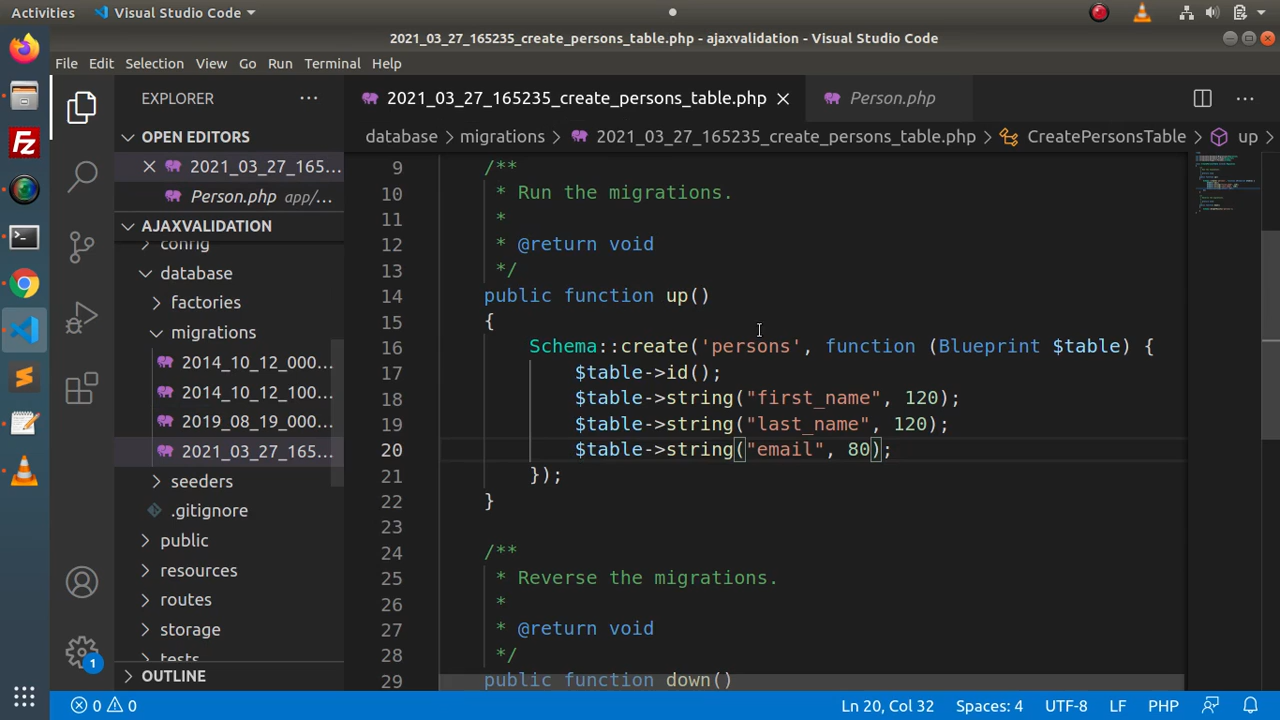 Activities Visual Studio Code
2021_03_27_165235_create_persons_table.php - ajaxvalidation - Visual Studio Code
File Edit Selection View Go Run Terminal Help
EXPLORER
2021_03_27_165235_create_persons_table.php
Person.php
OPEN EDITORS
database > migrations > 2021_03_27_165235_create_persons_table.php > CreatePersonsTable > up
2021_03_27_165...
Person.php app/...
AJAXVALIDATION
config
database
factories
migrations
2014_10_12_000...
2014_10_12_100...
2019_08_19_000...
2021_03_27_165...
seeders
.gitignore
public
resources
routes
storage
tests
OUTLINE
1
9 /**
10 * Run the migrations.
11 *
12 * @return void
13 */
14 public function up()
15 {
16 Schema::create('persons', function (Blueprint $table) {
17 $table->id();
18 $table->string("first_name", 120);
19 $table->string("last_name", 120);
20 $table->string("email", 80);
21 });
22 }
23
24 /**
25 * Reverse the migrations.
26 *
27 * @return void
28 */
29 public function down()
0 0 Ln 20, Col 32 Spaces: 4 UTF-8 LF PHP